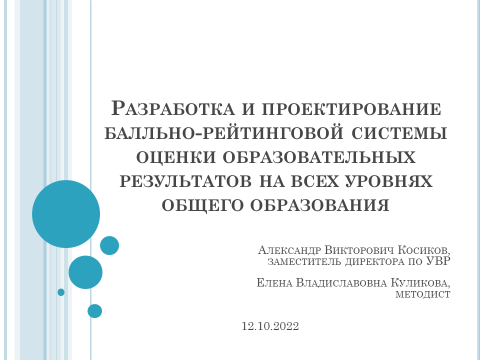 Разработка и проектирование
балльно-рейтинговой системы
оценки образовательных
результатов на всех уровнях
общего образования
Александр Викторович Косиков,
заместитель директора по УВР
Елена Владиславовна Куликова,
методист
12.10.2022